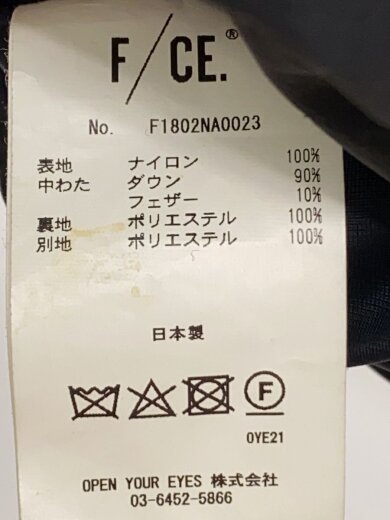 F/CE.®
No. F1802NA0023
表地 ナイロン 100%
中わた ダウン 90%
フェザー 10%
裏地 ポリエステル 100%
別地 ポリエステル 100%
日本製
F
0YE21
OPEN YOUR EYES 株式会社
03-6452-5866